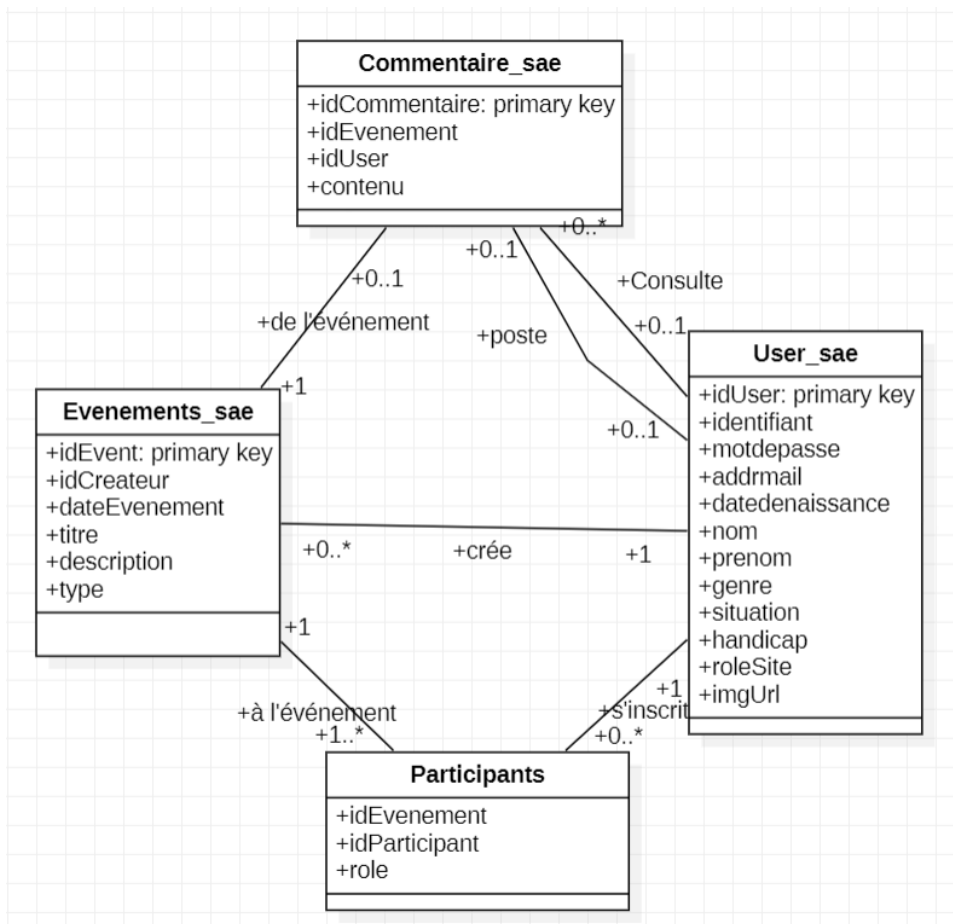 Commentaire_sae
+idCommentaire: primary key
+idEvenement
+idUser
+contenu
+0..*
+0..1
+0..1
+Consulte
+de l'événement
+poste
+0..1
+1
+0..1
Evenements_sae
+idEvent: primary key
+idCreateur
+dateEvenement
+titre
+description
+type
User_sae
+idUser: primary key
+identifiant
+motdepasse
+addrmail
+datedenaissance
+nom
+prenom
+genre
+situation
+handicap
+roleSite
+imgUrl
+0..*
+crée
+1
+1
+à l'événement
+1..*
+1
+s'inscrit
+0..*
Participants
+idEvenement
+idParticipant
+role